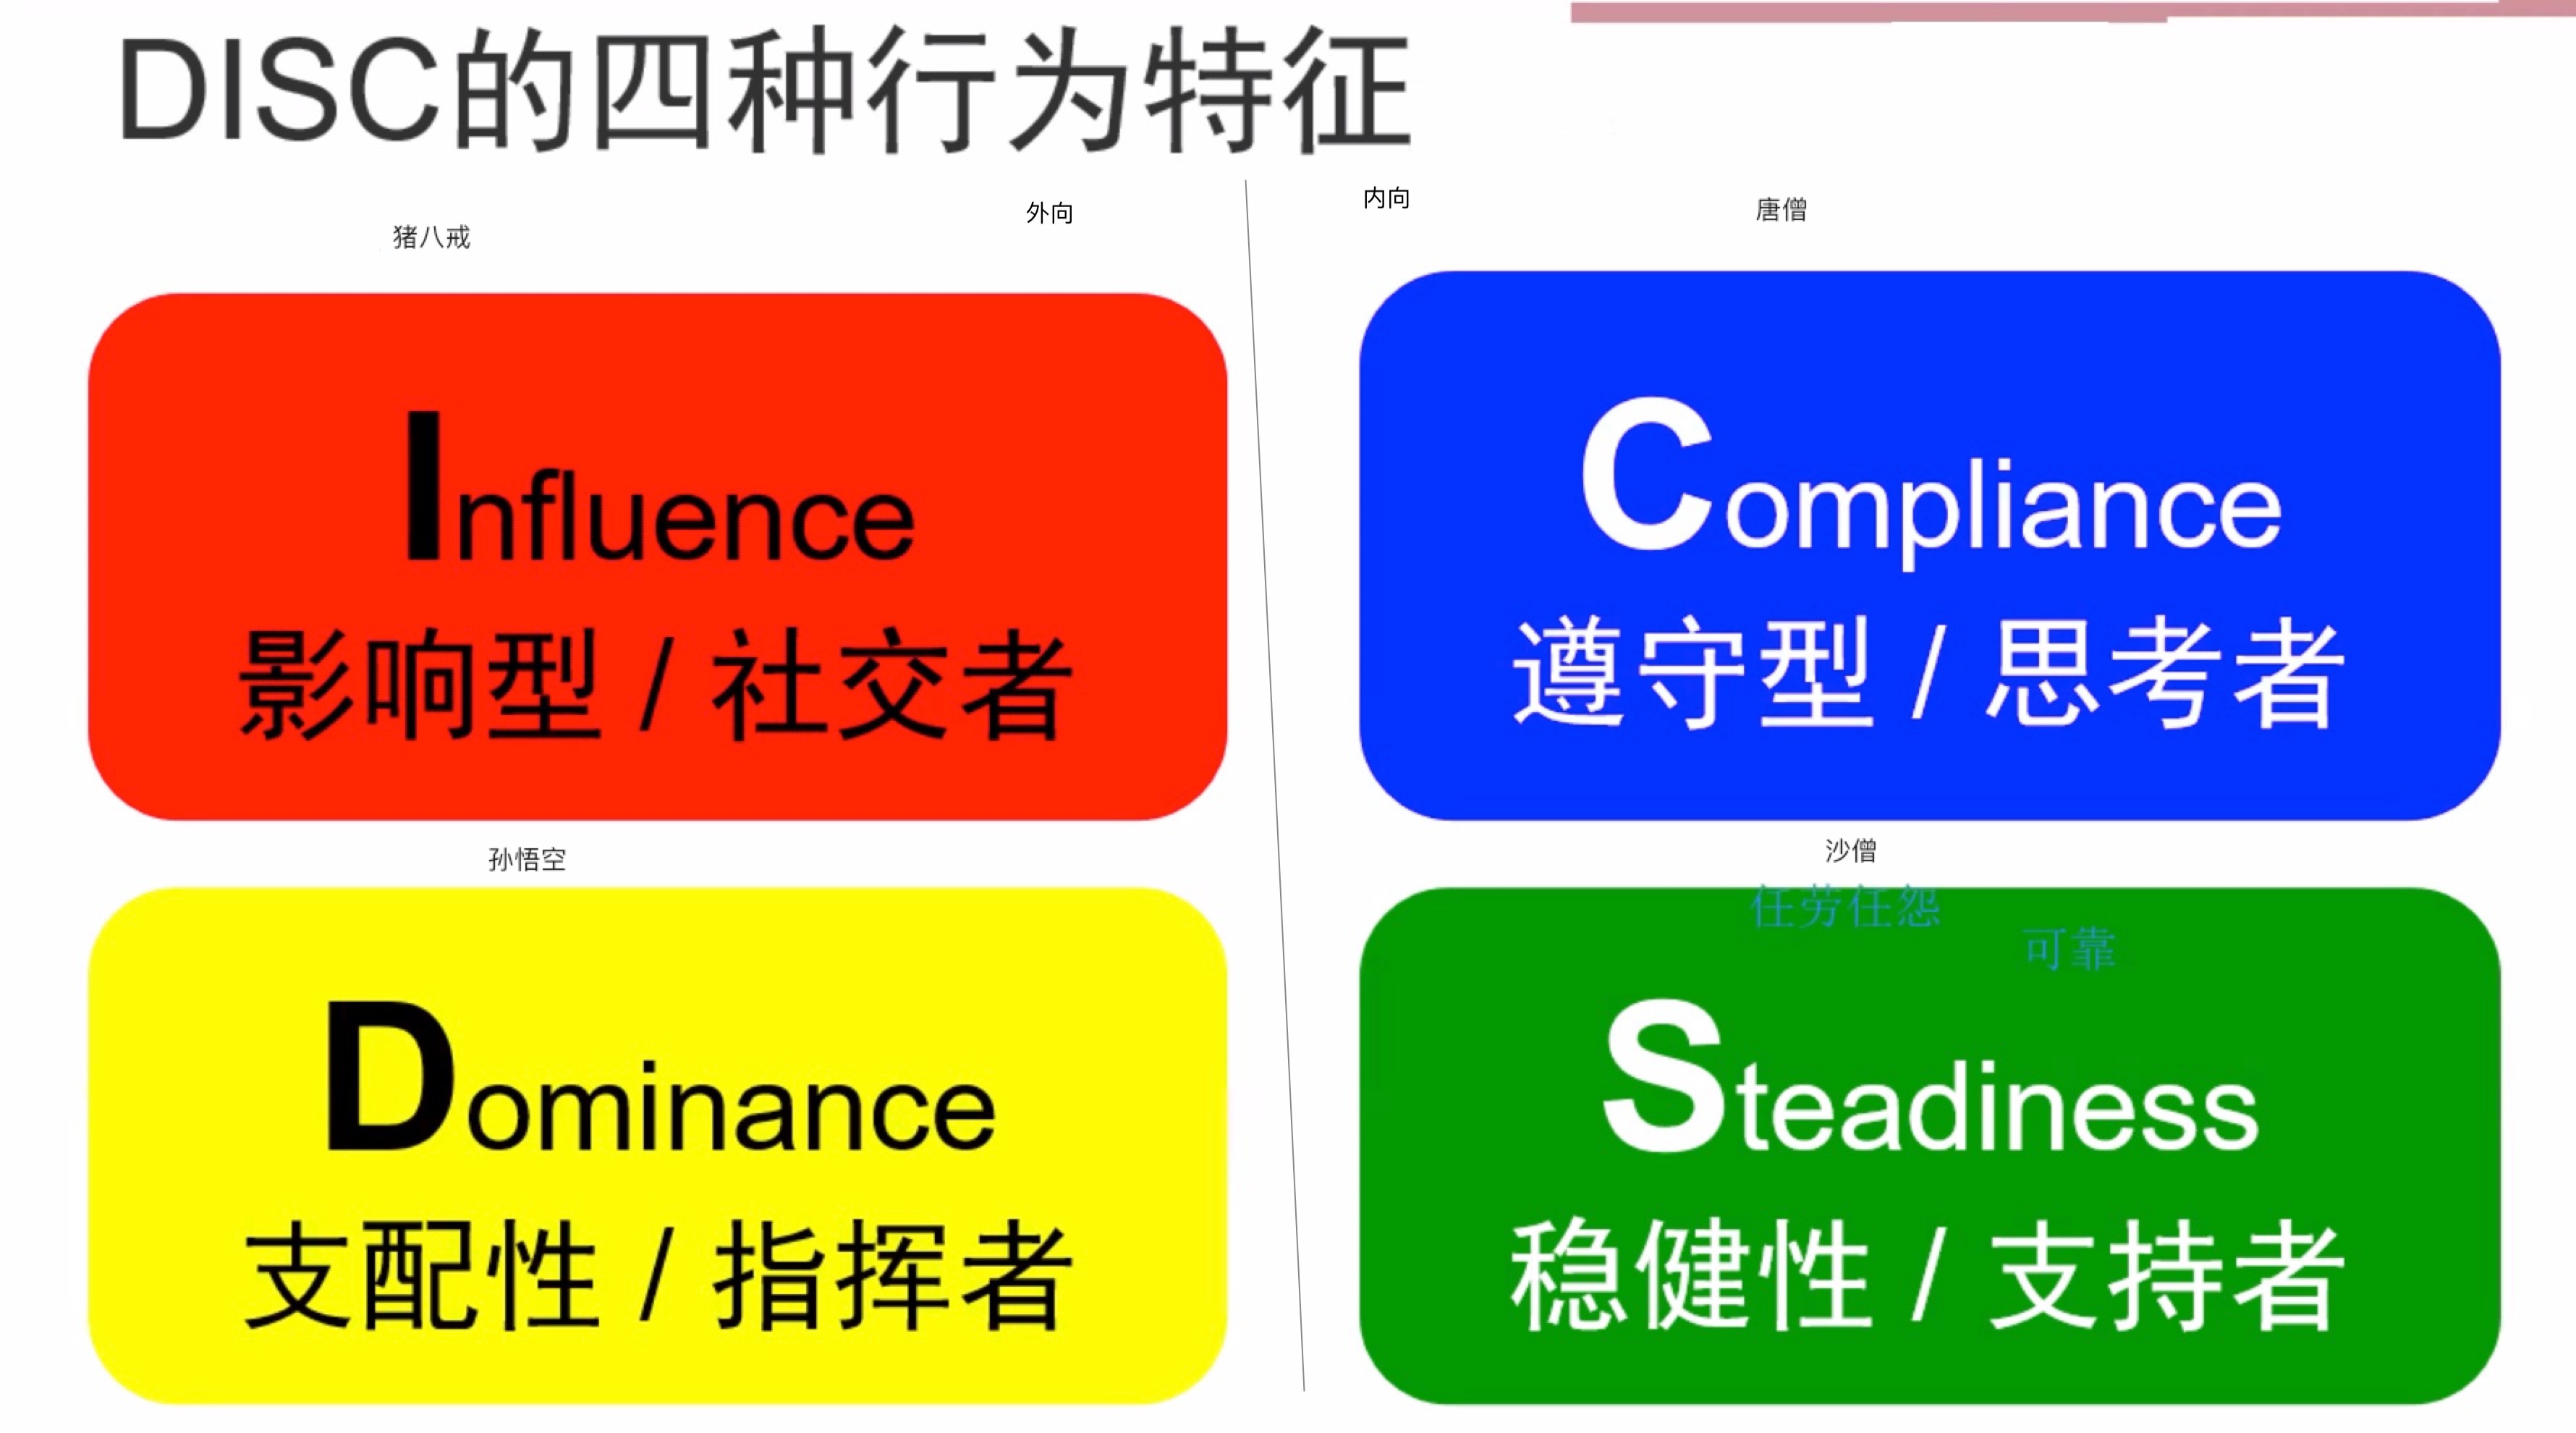 DISC的四种行为特征
外向
内向
猪八戒
唐僧
Influence
影响型 / 社交者
Compliance
遵守型 / 思考者
孙悟空
沙僧
任劳任怨
可靠
Dominance
支配性 / 指挥者
Steadiness
稳健性 / 支持者